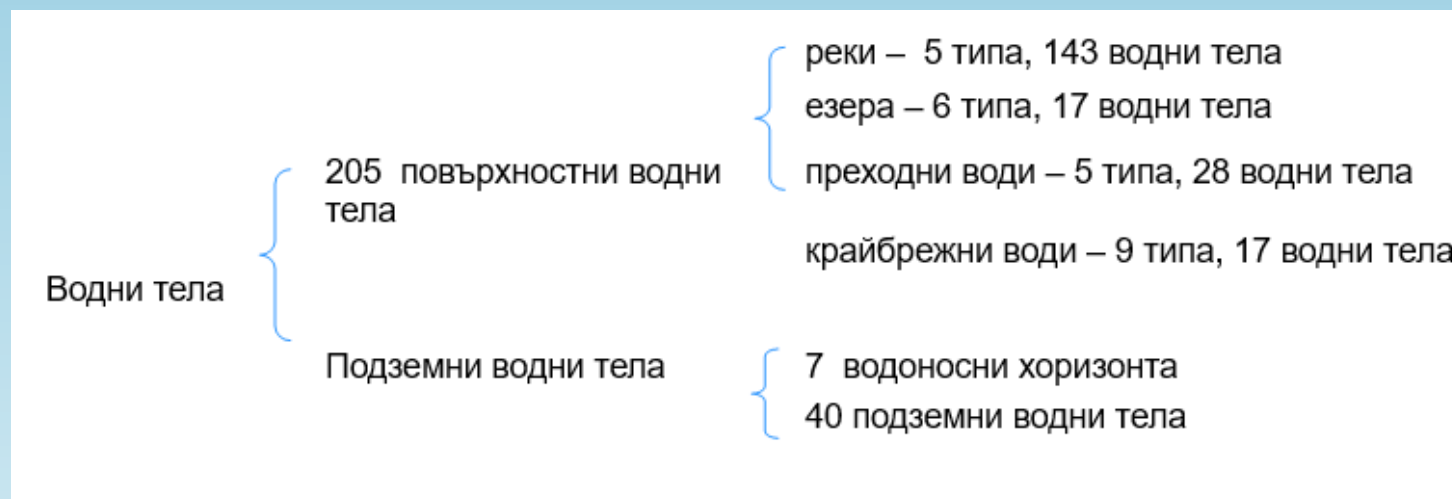 реки – 5 типа, 143 водни тела
езера – 6 типа, 17 водни тела
205 повърхностни водни
тела
преходни води – 5 типа, 28 водни тела
крайбрежни води – 9 типа, 17 водни тела
Водни тела
Подземни водни тела
7 водоносни хоризонта
40 подземни водни тела